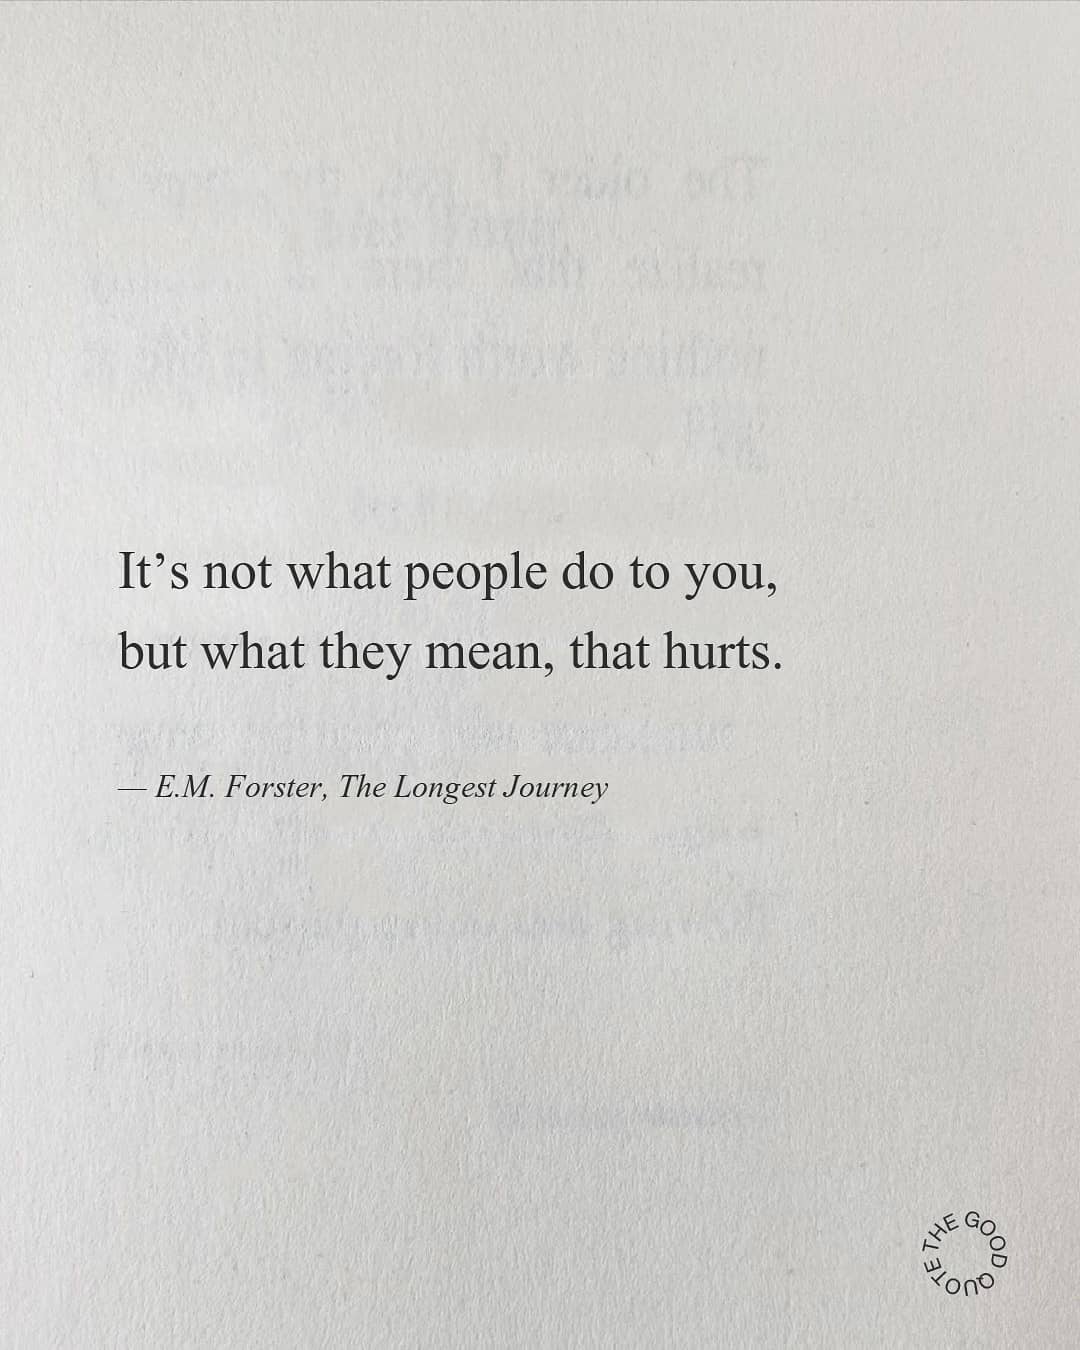 It’s not what people do to you,
but what they mean, that hurts.
— E.M. Forster, The Longest Journey
THE GOOD QUOTE